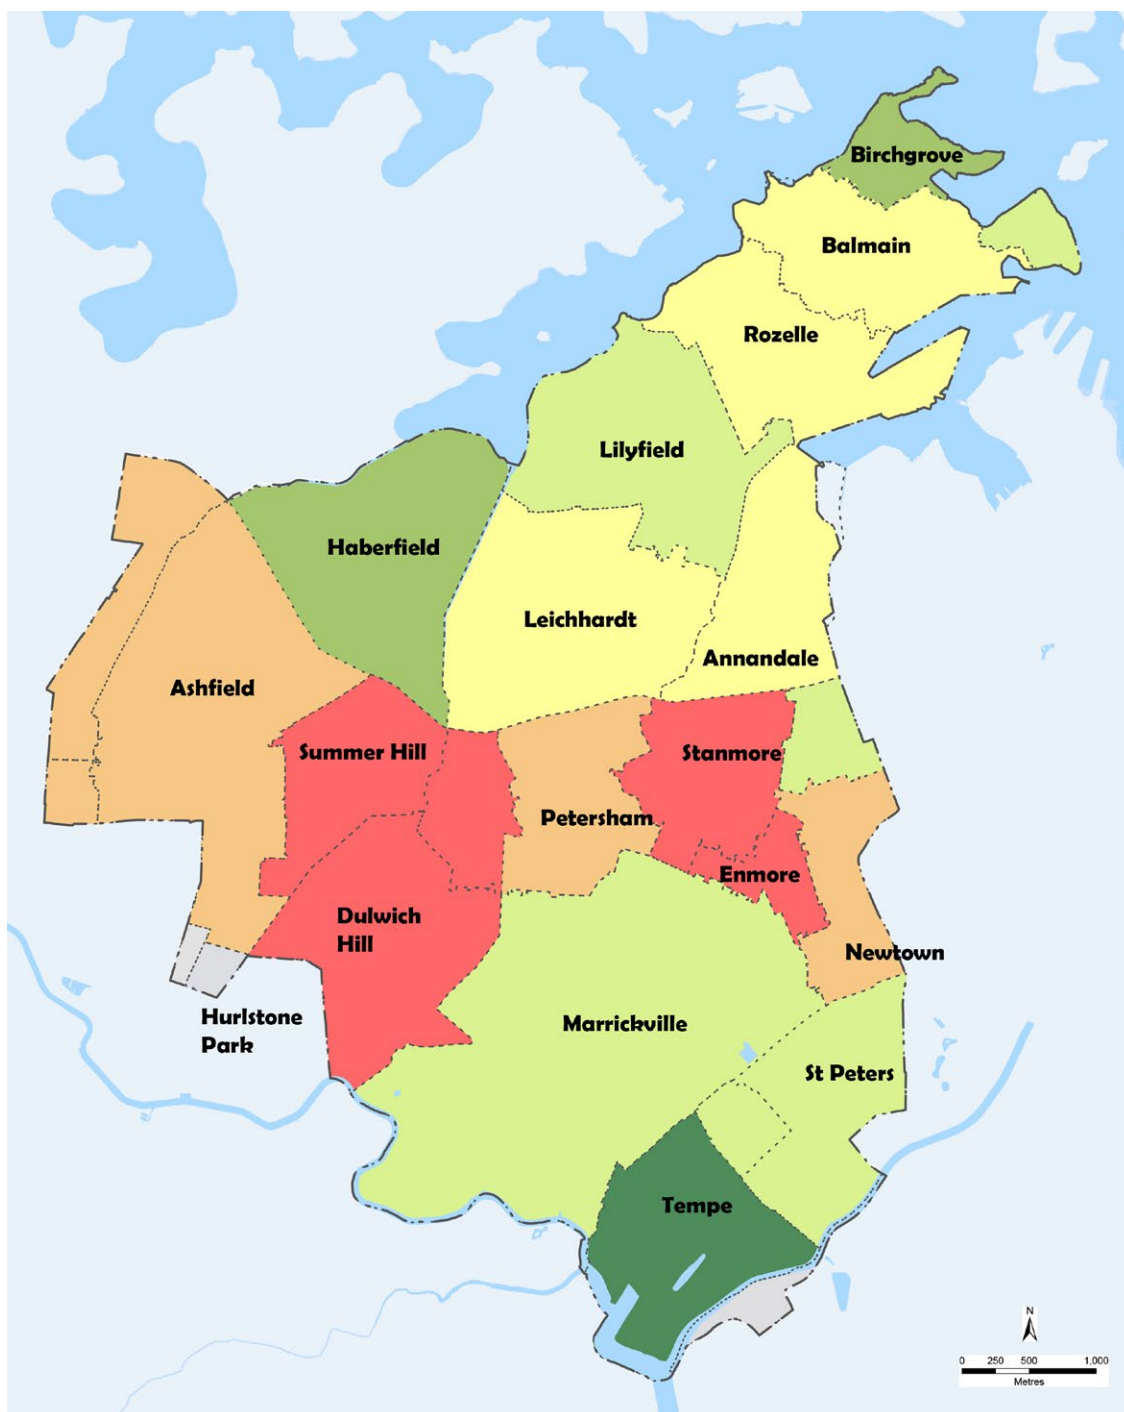 Birchgrove
Balmain
Rozelle
Lilyfield
Haberfield
Leichhardt
Annandale
Ashfield
Summer Hill
Stanmore
Petersham
Enmore
Dulwich
Hill
Newtown
Hurlstone
Park
Marrickville
St Peters
Tempe
N
0 250 500 1,000
Metres